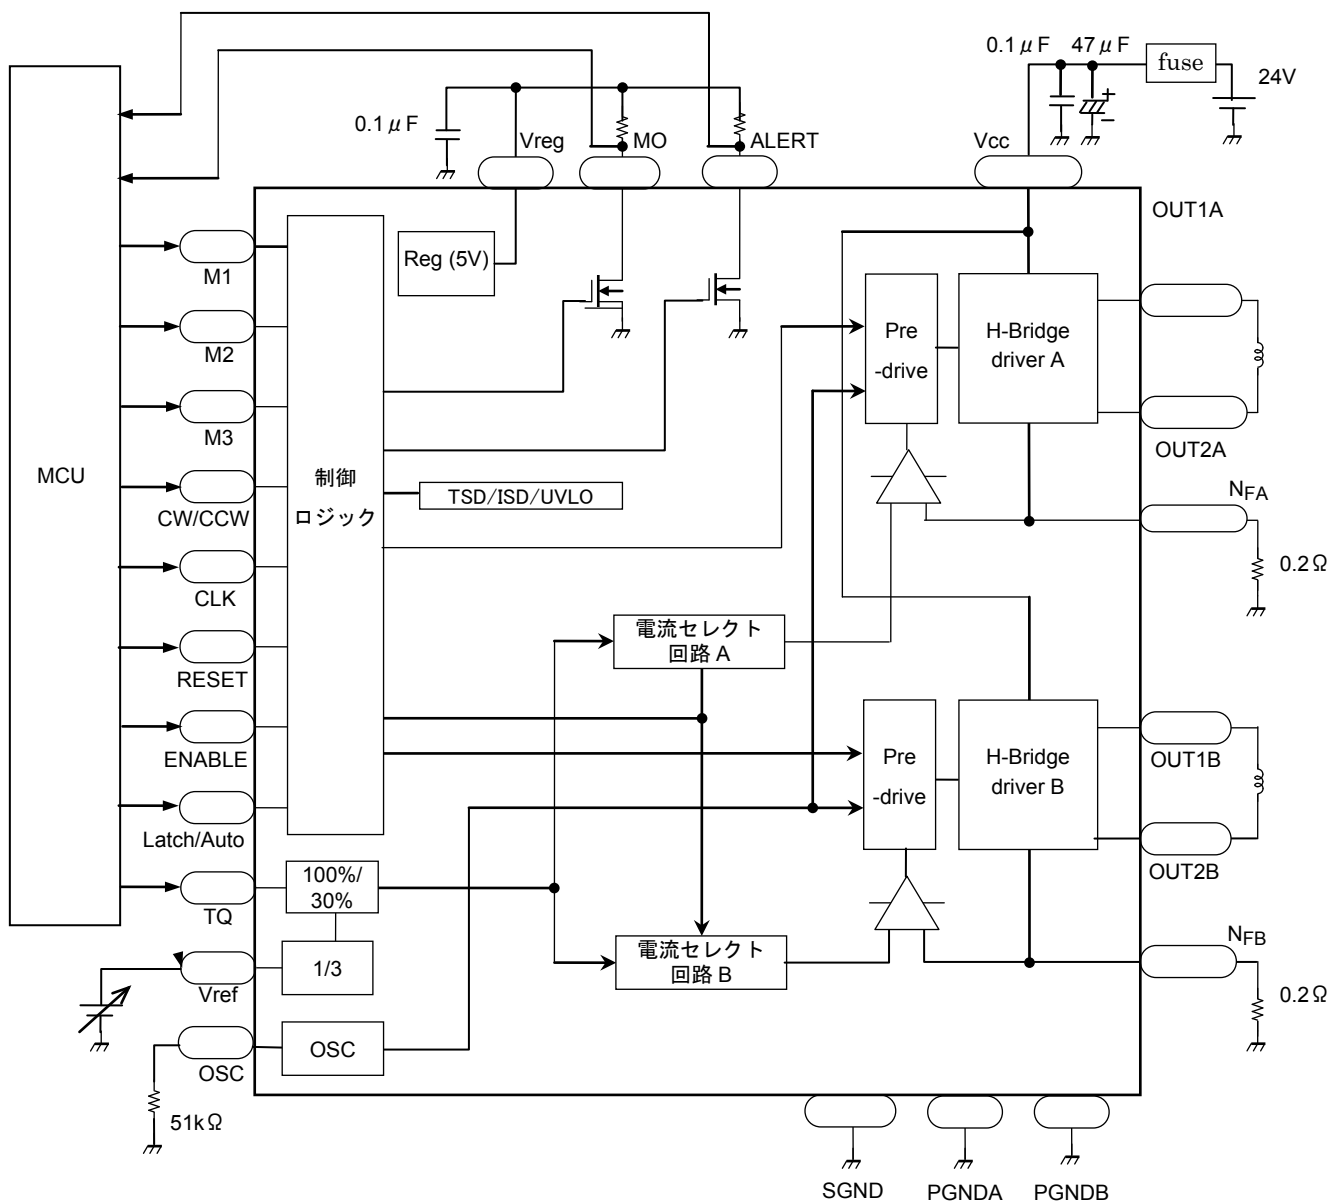 0.1μF
47μF
fuse
24V
0.1μF
Vreg
MO
ALERT
Vcc
OUT1A
M1
Reg (5V)
M2
Pre
-drive
H-Bridge
driver A
M3
OUT2A
MCU
制御
ロジック
TSD/ISD/UVLO
CW/CCW
NFA
0.2Ω
CLK
電流セレクト
回路 A
RESET
ENABLE
Pre
-drive
H-Bridge
driver B
OUT1B
Latch/Auto
100%/
30%
OUT2B
TQ
電流セレクト
回路 B
NFB
1/3
Vref
0.2Ω
OSC
OSC
51kΩ
SGND
PGNDA
PGNDB